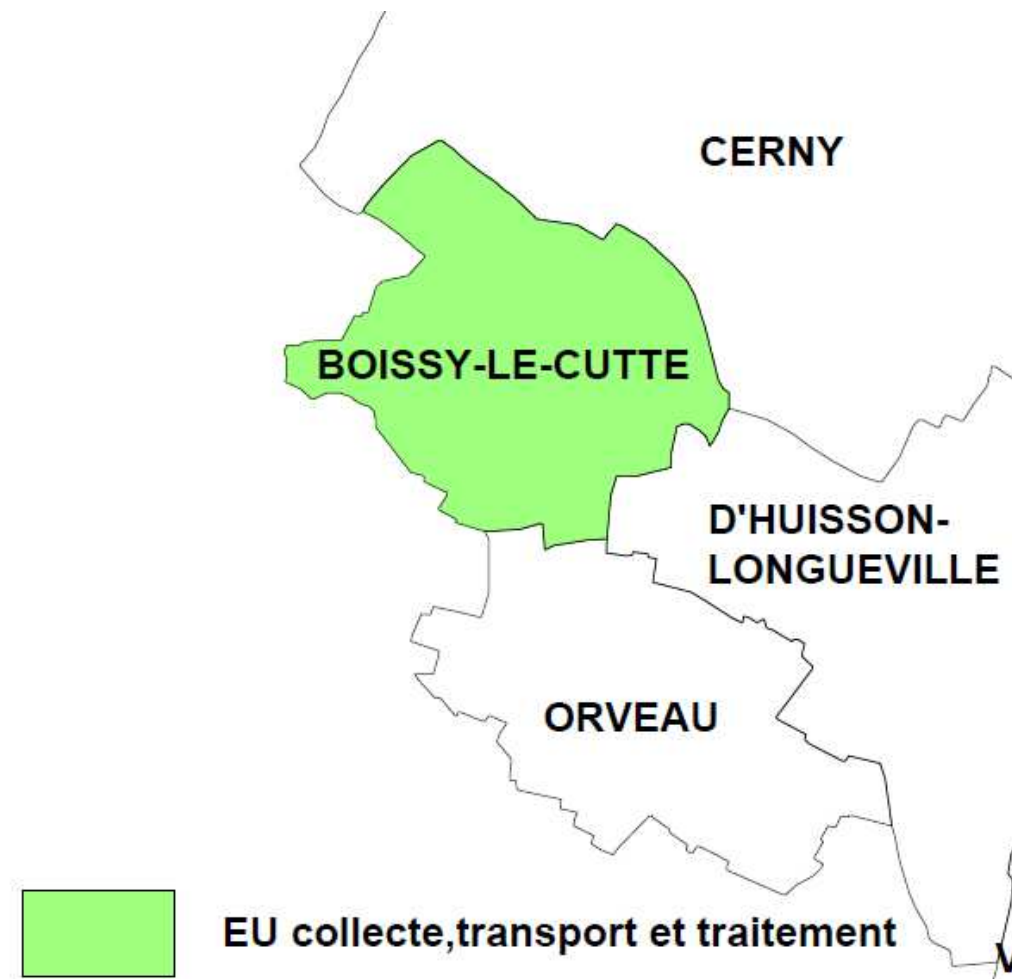 CERNY
BOISSY-LE-CUTTE
D'HUISSON-
LONGUEVILLE
ORVEAU
EU collecte,transport et traitement